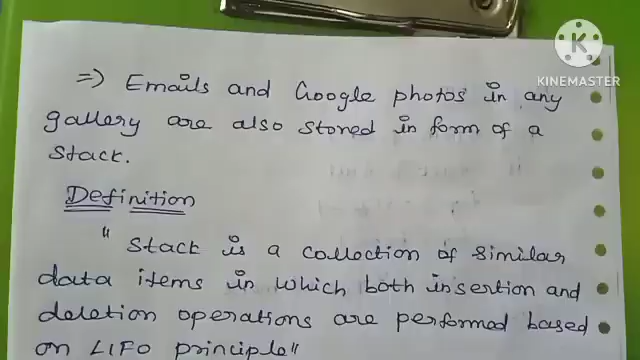 K
KINEMASTER
=> Emails and Google photos in any
gallery are also stored in form of a
stack.
Definition
" Stack is a collection of similar
data items in which both insertion and
deletion operations are performed based
on LIFO principle"